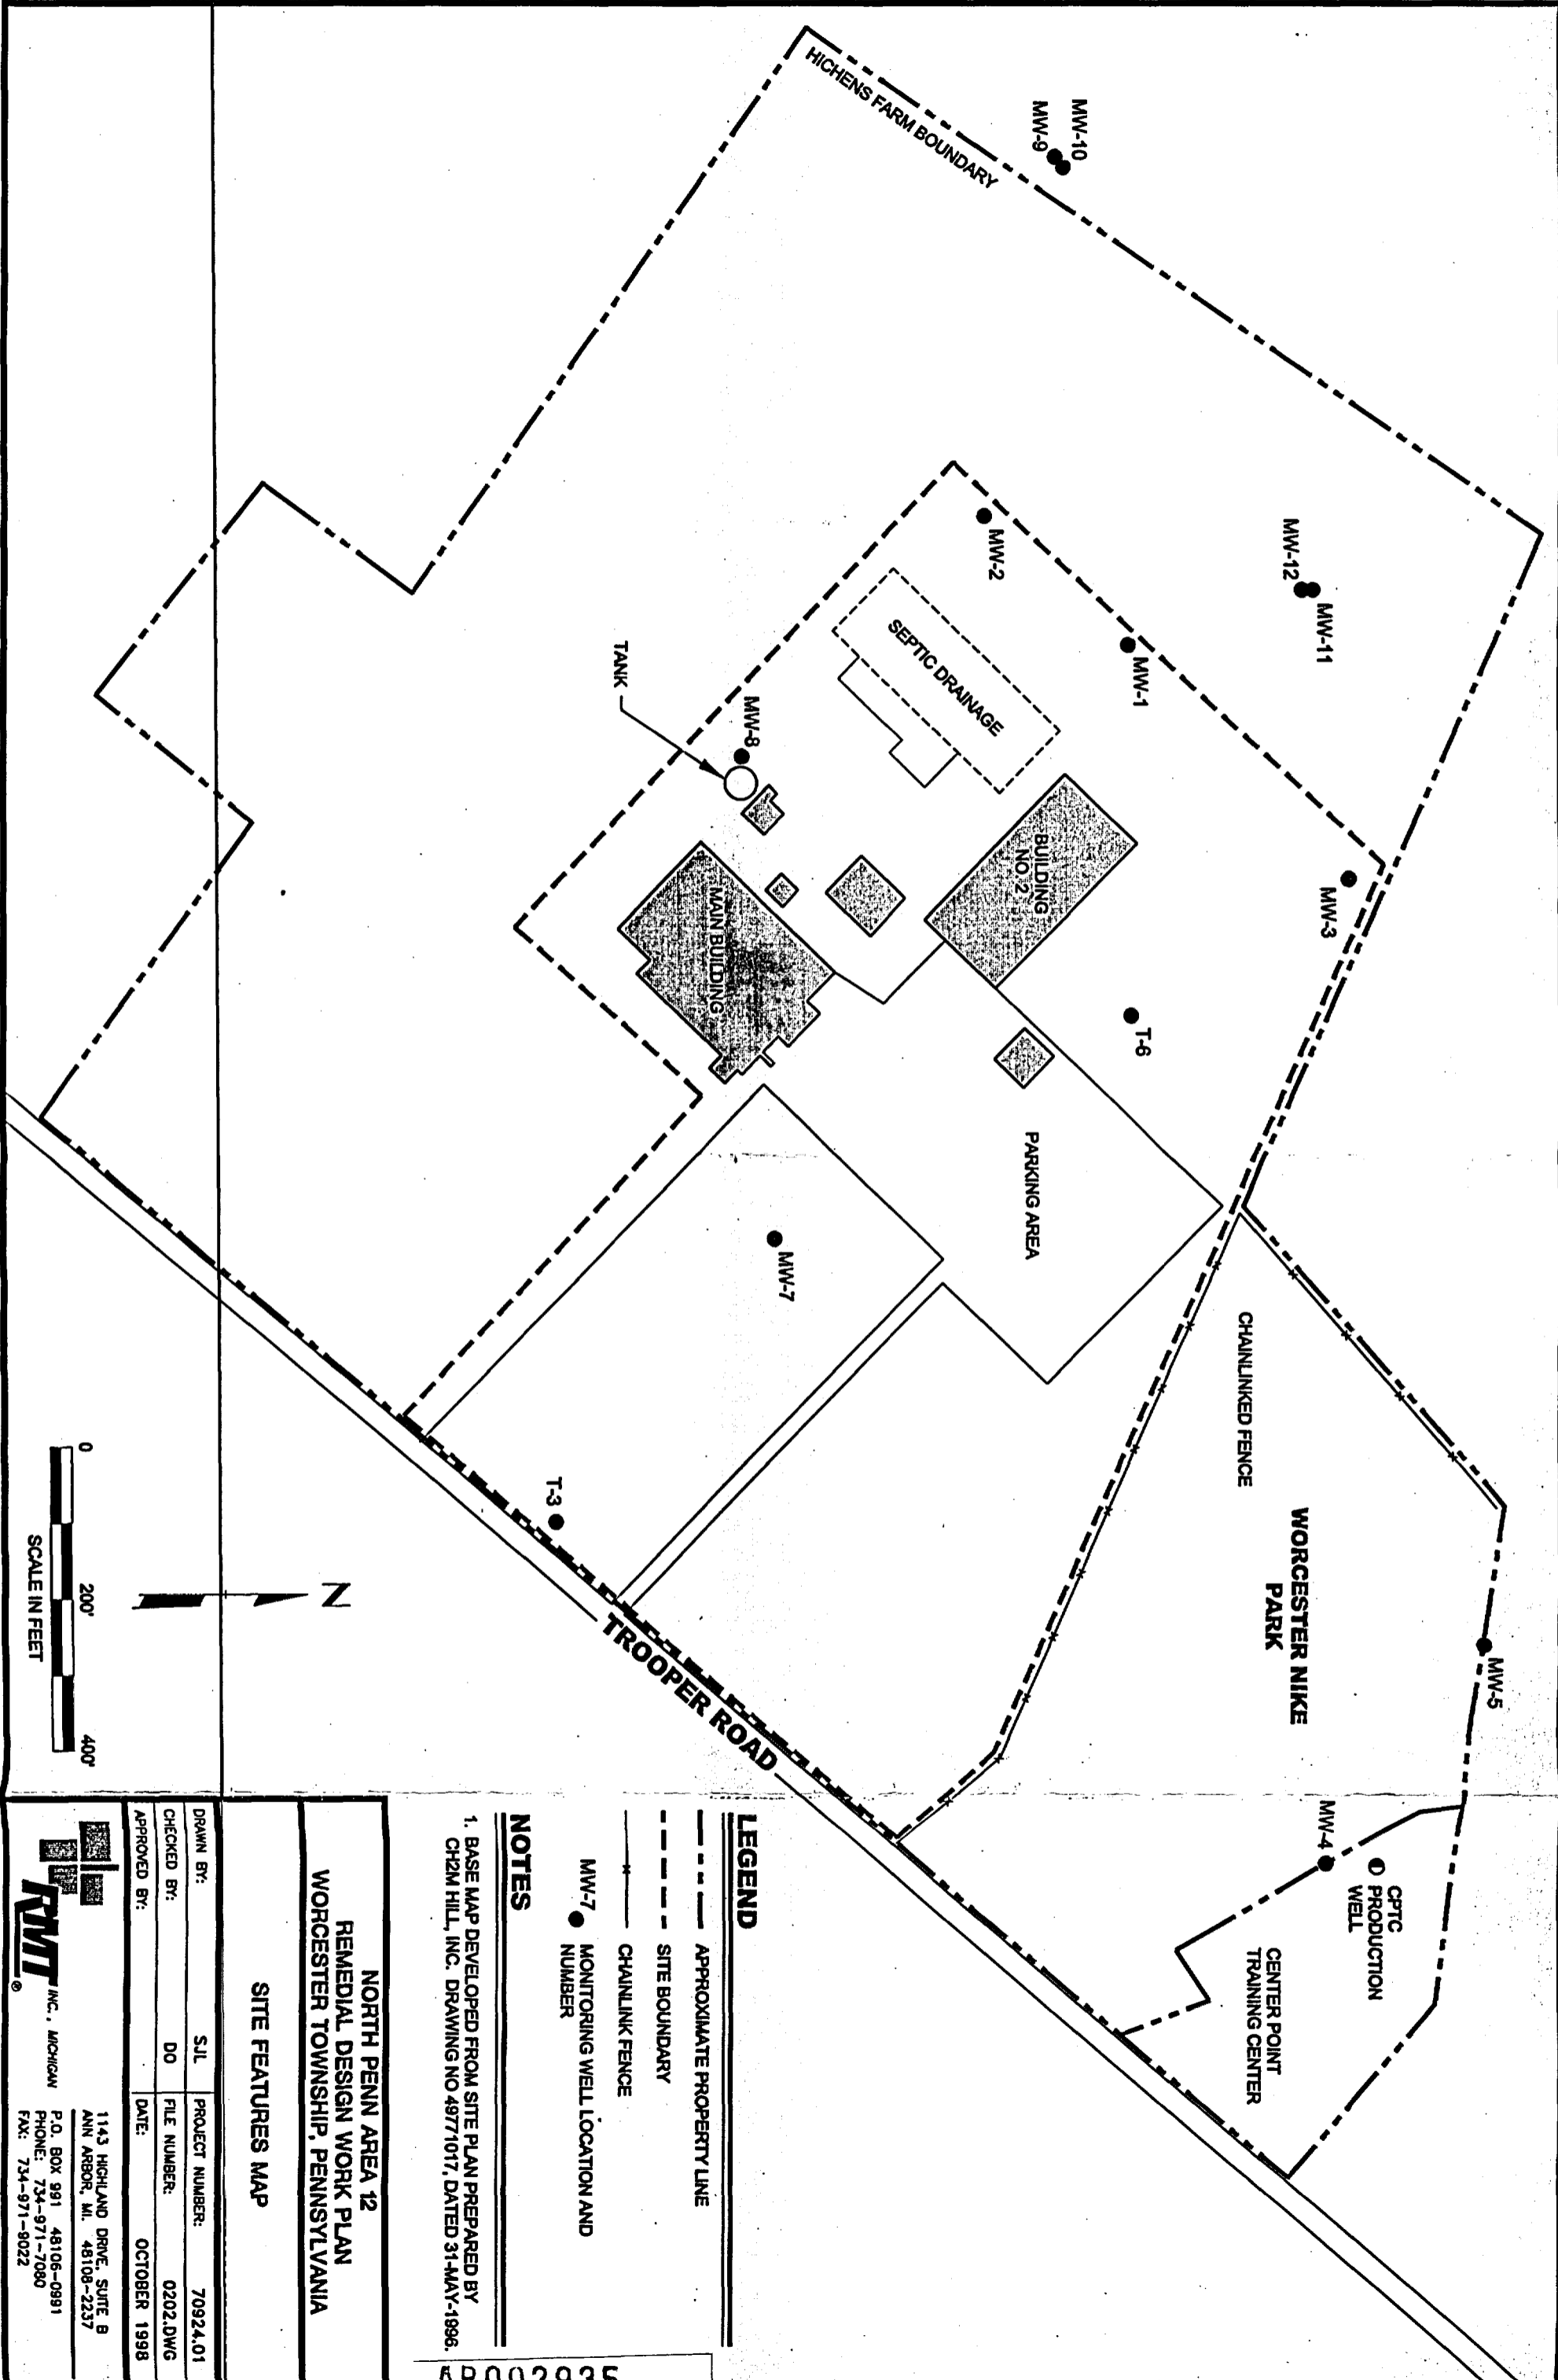 HICHENS FARM BOUNDARY
MW-10
MW-9
MW-12
MW-11
MW-2
MW-1
MW-3
SEPTIC DRAINAGE
TANK
MW-8
BUILDING
NO. 2
MAIN BUILDING
T-6
PARKING AREA
MW-7
CHAINLINKED FENCE
WORCESTER NIKE
PARK
MW-5
MW-4
CPTC
PRODUCTION
WELL
CENTER POINT
TRAINING CENTER
T-3
TROOPER ROAD
N
0
200'
400'
SCALE IN FEET
LEGEND
APPROXIMATE PROPERTY LINE
SITE BOUNDARY
CHAINLINK FENCE
MW-7
MONITORING WELL LOCATION AND
NUMBER
NOTES
1. BASE MAP DEVELOPED FROM SITE PLAN PREPARED BY
CH2M HILL, INC. DRAWING NO 49771017, DATED 31-MAY-1996.
NORTH PENN AREA 12
REMEDIAL DESIGN WORK PLAN
WORCESTER TOWNSHIP, PENNSYLVANIA
SITE FEATURES MAP
DRAWN BY: SJL PROJECT NUMBER: 70924.01
CHECKED BY: DO FILE NUMBER: 0202.DWG
APPROVED BY: DATE: OCTOBER 1998
RMT ® INC., MICHIGAN
1143 HIGHLAND DRIVE, SUITE B
ANN ARBOR, MI. 48108-2237
P.O. BOX 991 48106-0991
PHONE: 734-971-7080
FAX: 734-971-9022